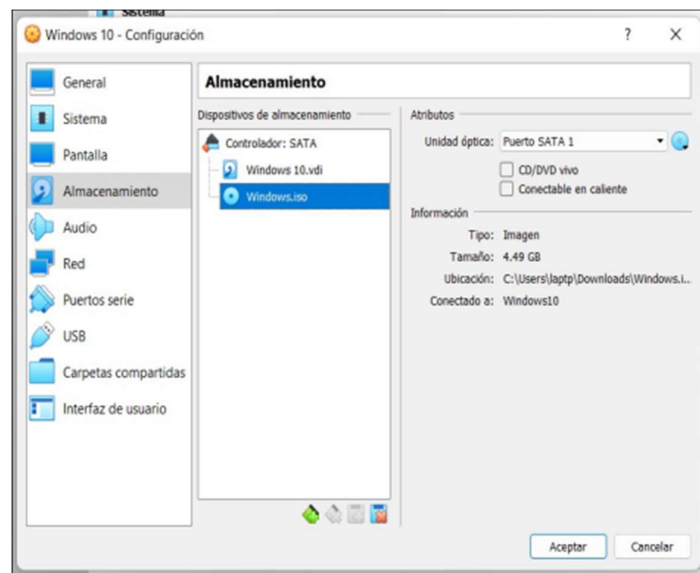 Sistema
Windows 10 - Configuración
? X
General
Sistema
Pantalla
Almacenamiento
Audio
Red
Puertos serie
USB
Carpetas compartidas
Interfaz de usuario
Almacenamiento
Dispositivos de almacenamiento
Controlador: SATA
Windows 10.vdi
Windows.iso
Atributos
Unidad óptica: Puerto SATA 1
CD/DVD vivo
Conectable en caliente
Información
Tipo: Imagen
Tamaño: 4.49 GB
Ubicación: C:\Users\laptp\Downloads\Windows.i...
Conectado a: Windows10
Aceptar Cancelar